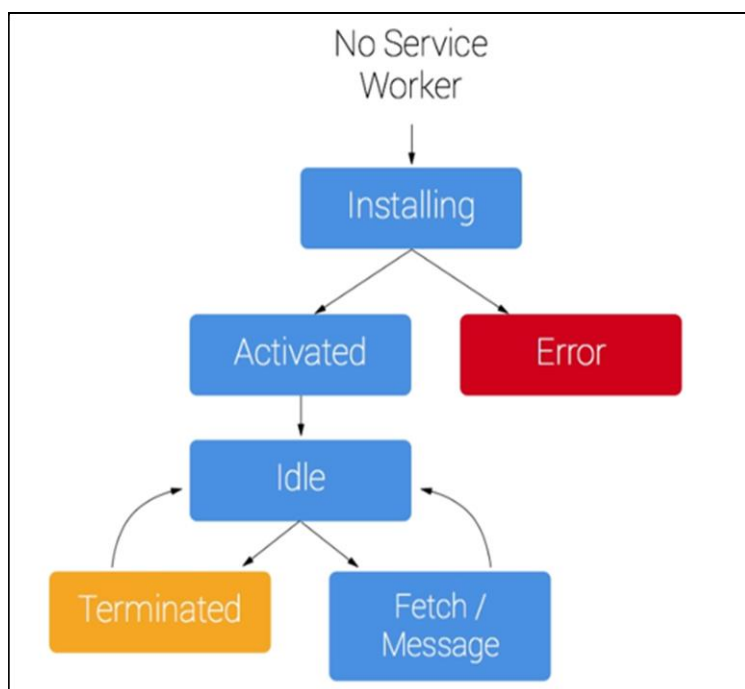 No Service
Worker
Installing
Activated
Error
Idle
Terminated
Fetch /
Message